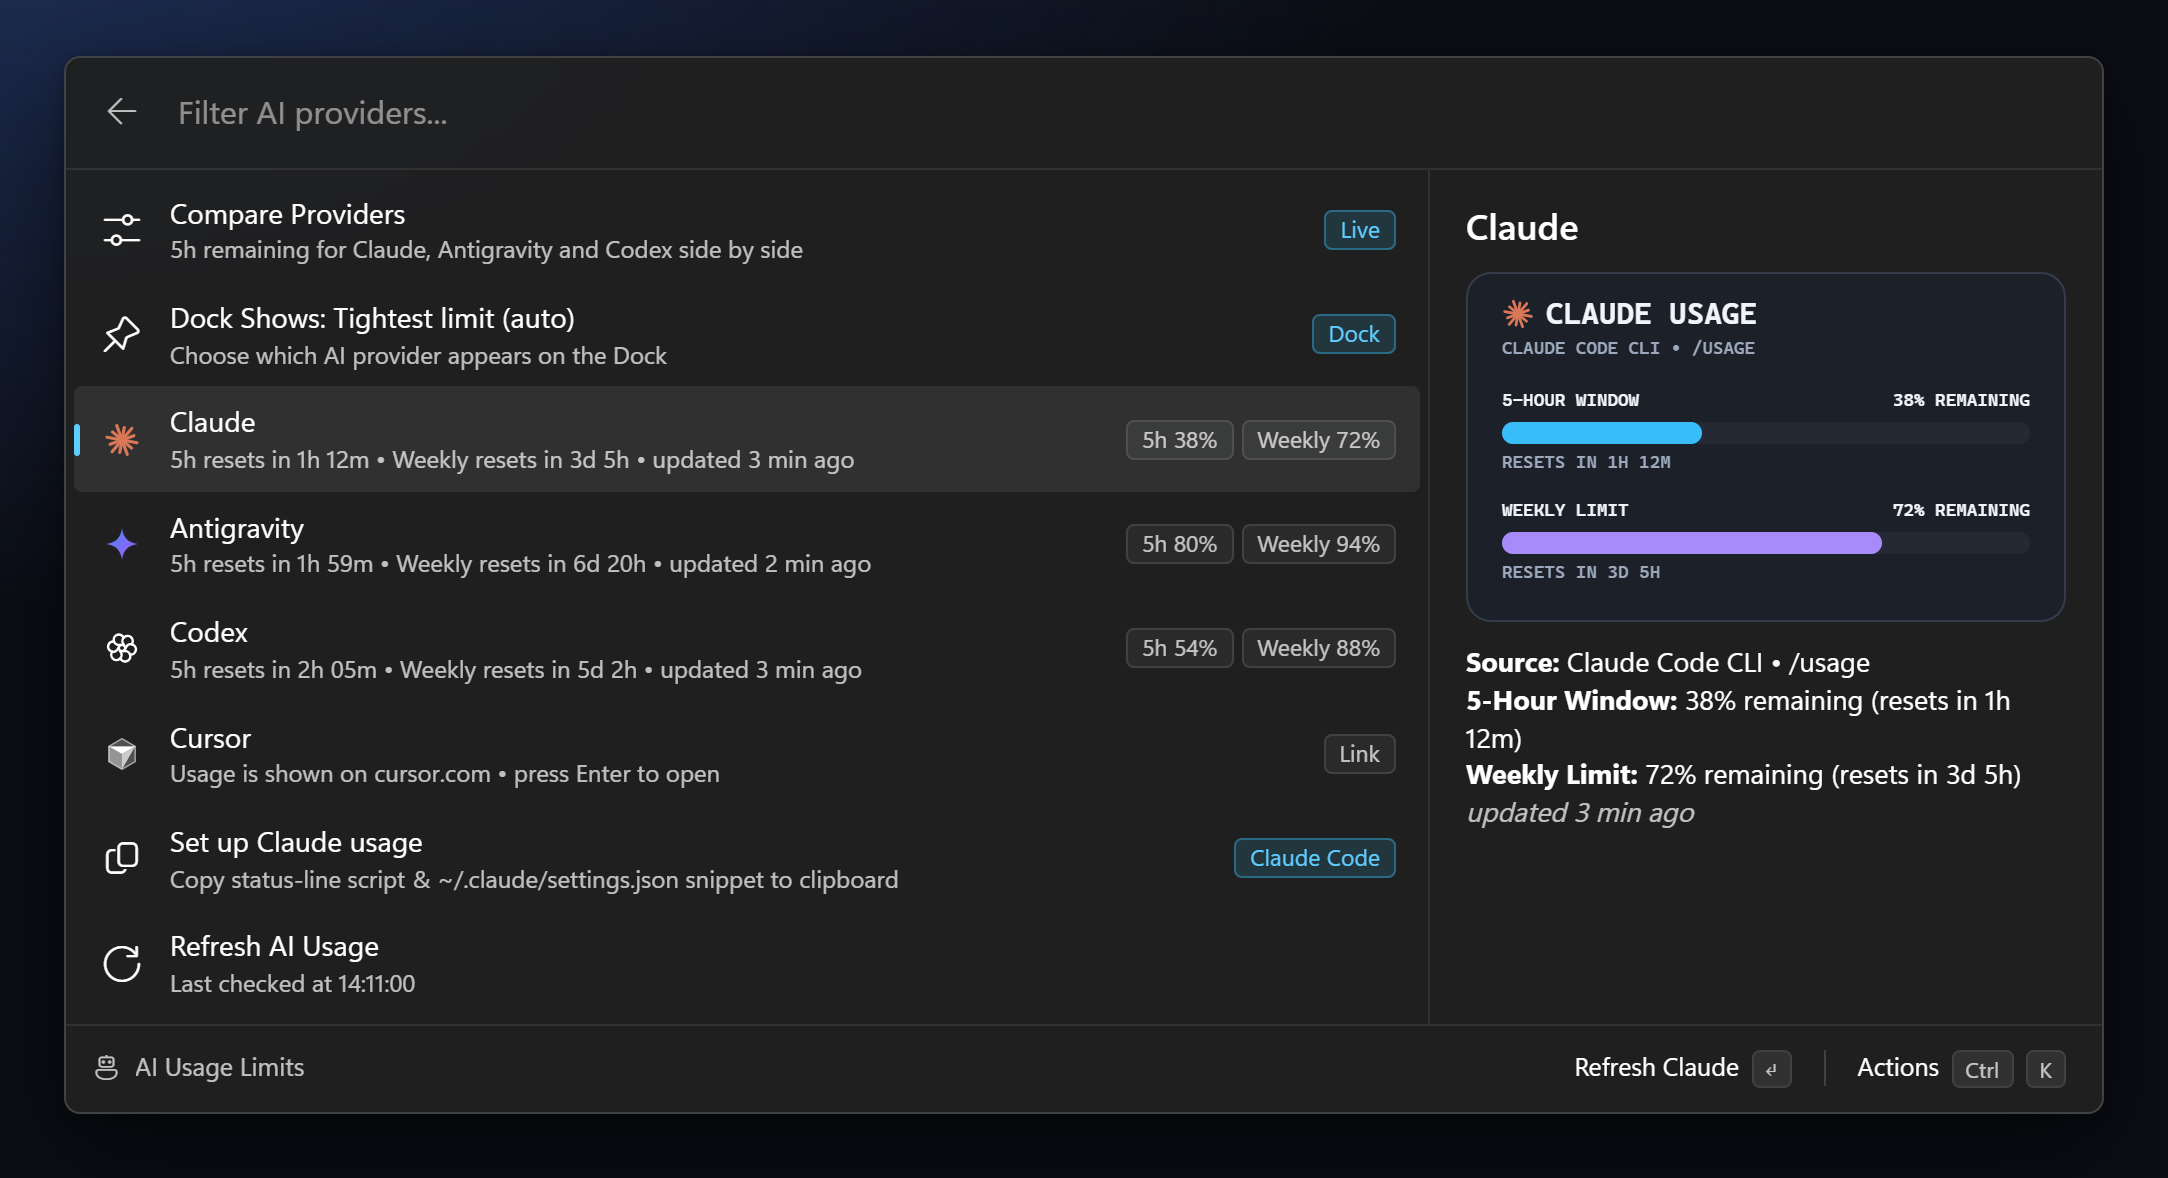 Filter AI providers...
Compare Providers
5h remaining for Claude, Antigravity and Codex side by side
Live
Dock Shows: Tightest limit (auto)
Choose which AI provider appears on the Dock
Dock
Claude
5h resets in 1h 12m • Weekly resets in 3d 5h • updated 3 min ago
5h 38%
Weekly 72%
Antigravity
5h resets in 1h 59m • Weekly resets in 6d 20h • updated 2 min ago
5h 80%
Weekly 94%
Codex
5h resets in 2h 05m • Weekly resets in 5d 2h • updated 3 min ago
5h 54%
Weekly 88%
Cursor
Usage is shown on cursor.com • press Enter to open
Link
Set up Claude usage
Copy status-line script & ~/.claude/settings.json snippet to clipboard
Claude Code
Refresh AI Usage
Last checked at 14:11:00
Claude
CLAUDE USAGE
CLAUDE CODE CLI • /USAGE
5-HOUR WINDOW 38% REMAINING
RESETS IN 1H 12M
WEEKLY LIMIT 72% REMAINING
RESETS IN 3D 5H
Source: Claude Code CLI • /usage
5-Hour Window: 38% remaining (resets in 1h
12m)
Weekly Limit: 72% remaining (resets in 3d 5h)
updated 3 min ago
AI Usage Limits
Refresh Claude ↵
Actions Ctrl K